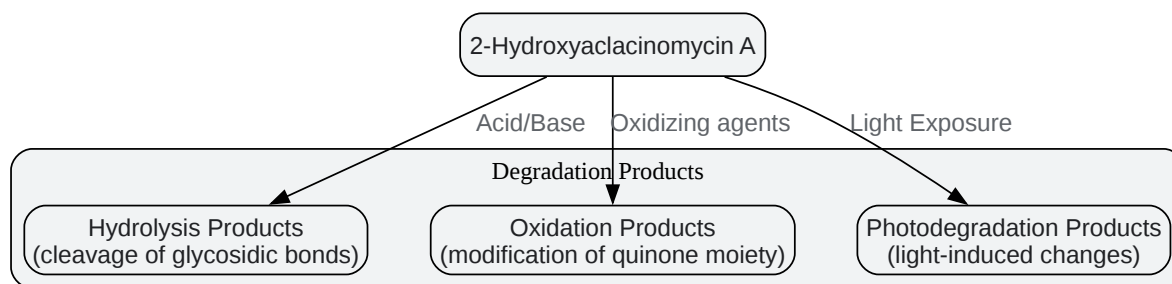 2-Hydroxyaclacinomycin A
Acid/Base
Oxidizing agents
Light Exposure
Degradation Products
Hydrolysis Products
(cleavage of glycosidic bonds)
Oxidation Products
(modification of quinone moiety)
Photodegradation Products
(light-induced changes)